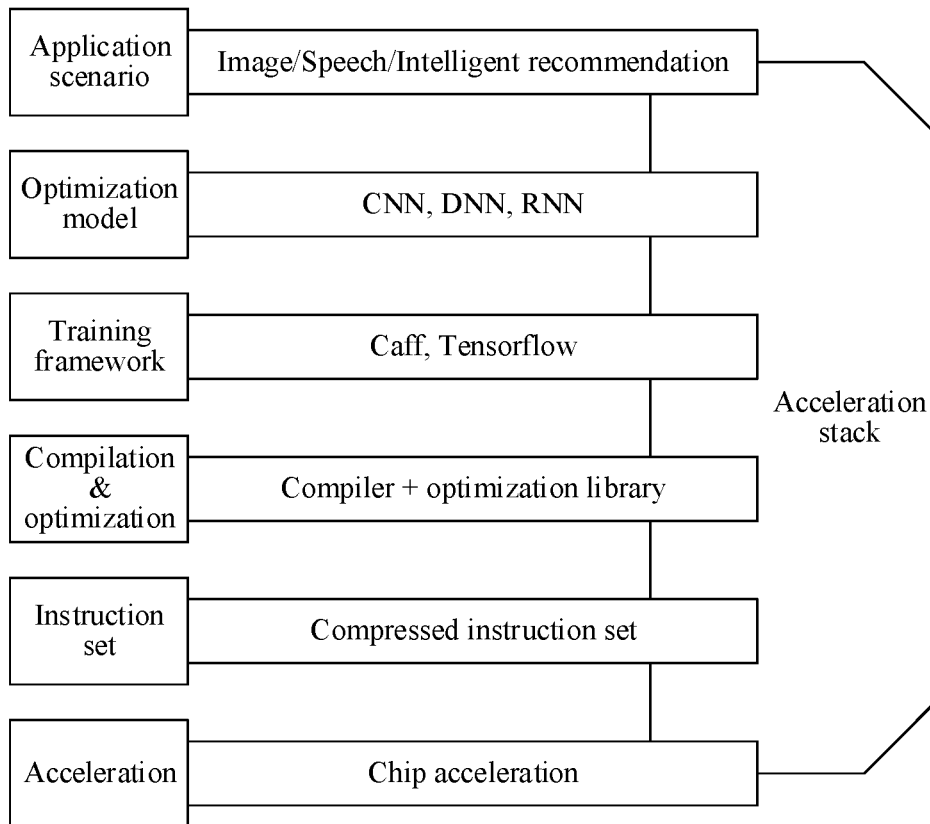 Application
scenario
Image/Speech/Intelligent recommendation
Optimization
model
CNN, DNN, RNN
Training
framework
Caff, Tensorflow
Acceleration
stack
Compilation
&
optimization
Compiler + optimization library
Instruction
set
Compressed instruction set
Acceleration
Chip acceleration